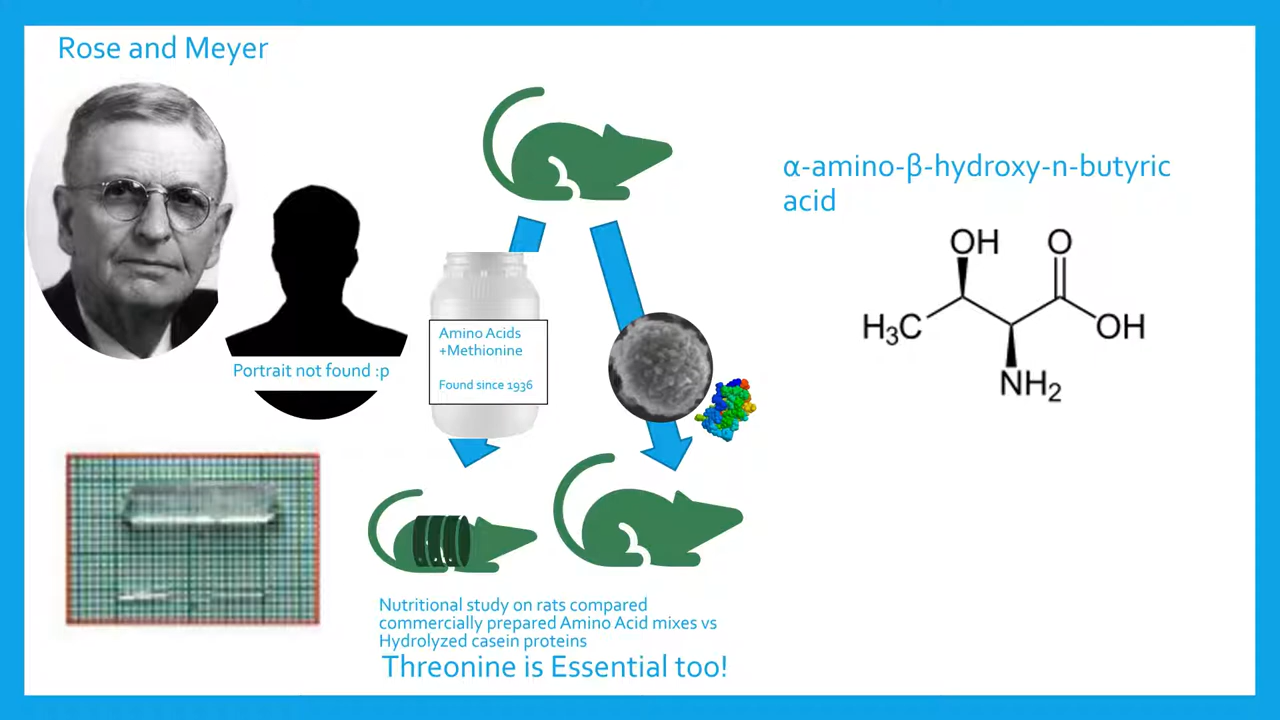 Rose and Meyer
Portrait not found :p
Amino Acids
+Methionine
Found since 1936
Nutritional study on rats compared
commercially prepared Amino Acid mixes vs
Hydrolyzed casein proteins
Threonine is Essential too!
α-amino-β-hydroxy-n-butyric
acid
OH
O
H₃C
OH
NH₂